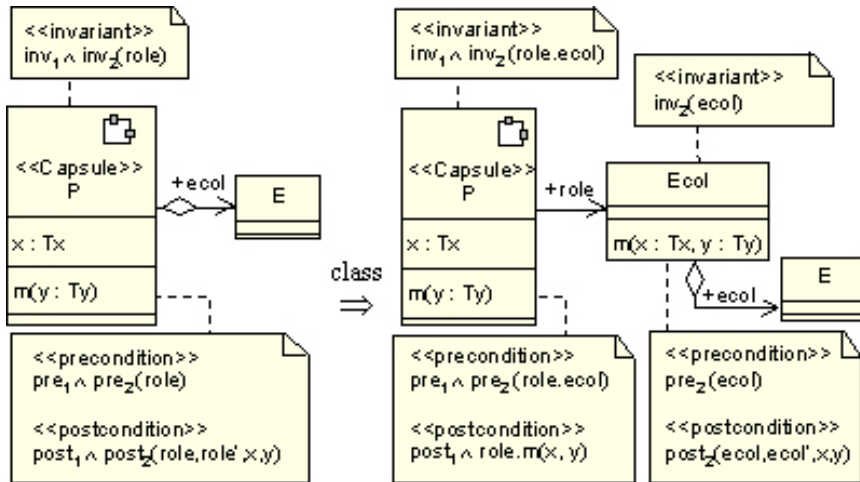 <<invariant>>
inv₁ ∧ inv₂(role)
<<Capsule>>
P
x : Tx
m(y : Ty)
+ecol
E
<<precondition>>
pre₁ ∧ pre₂(role)
<<postcondition>>
post₁ ∧ post₂(role,role',x,y)
class
⇒
<<invariant>>
inv₁ ∧ inv₂(role.ecol)
<<Capsule>>
P
x : Tx
m(y : Ty)
+role
<<invariant>>
inv₂(ecol)
Ecol
m(x : Tx, y : Ty)
+ecol
E
<<precondition>>
pre₁ ∧ pre₂(role.ecol)
<<postcondition>>
post₁ ∧ role.m(x, y)
<<precondition>>
pre₂(ecol)
<<postcondition>>
post₂(ecol,ecol',x,y)